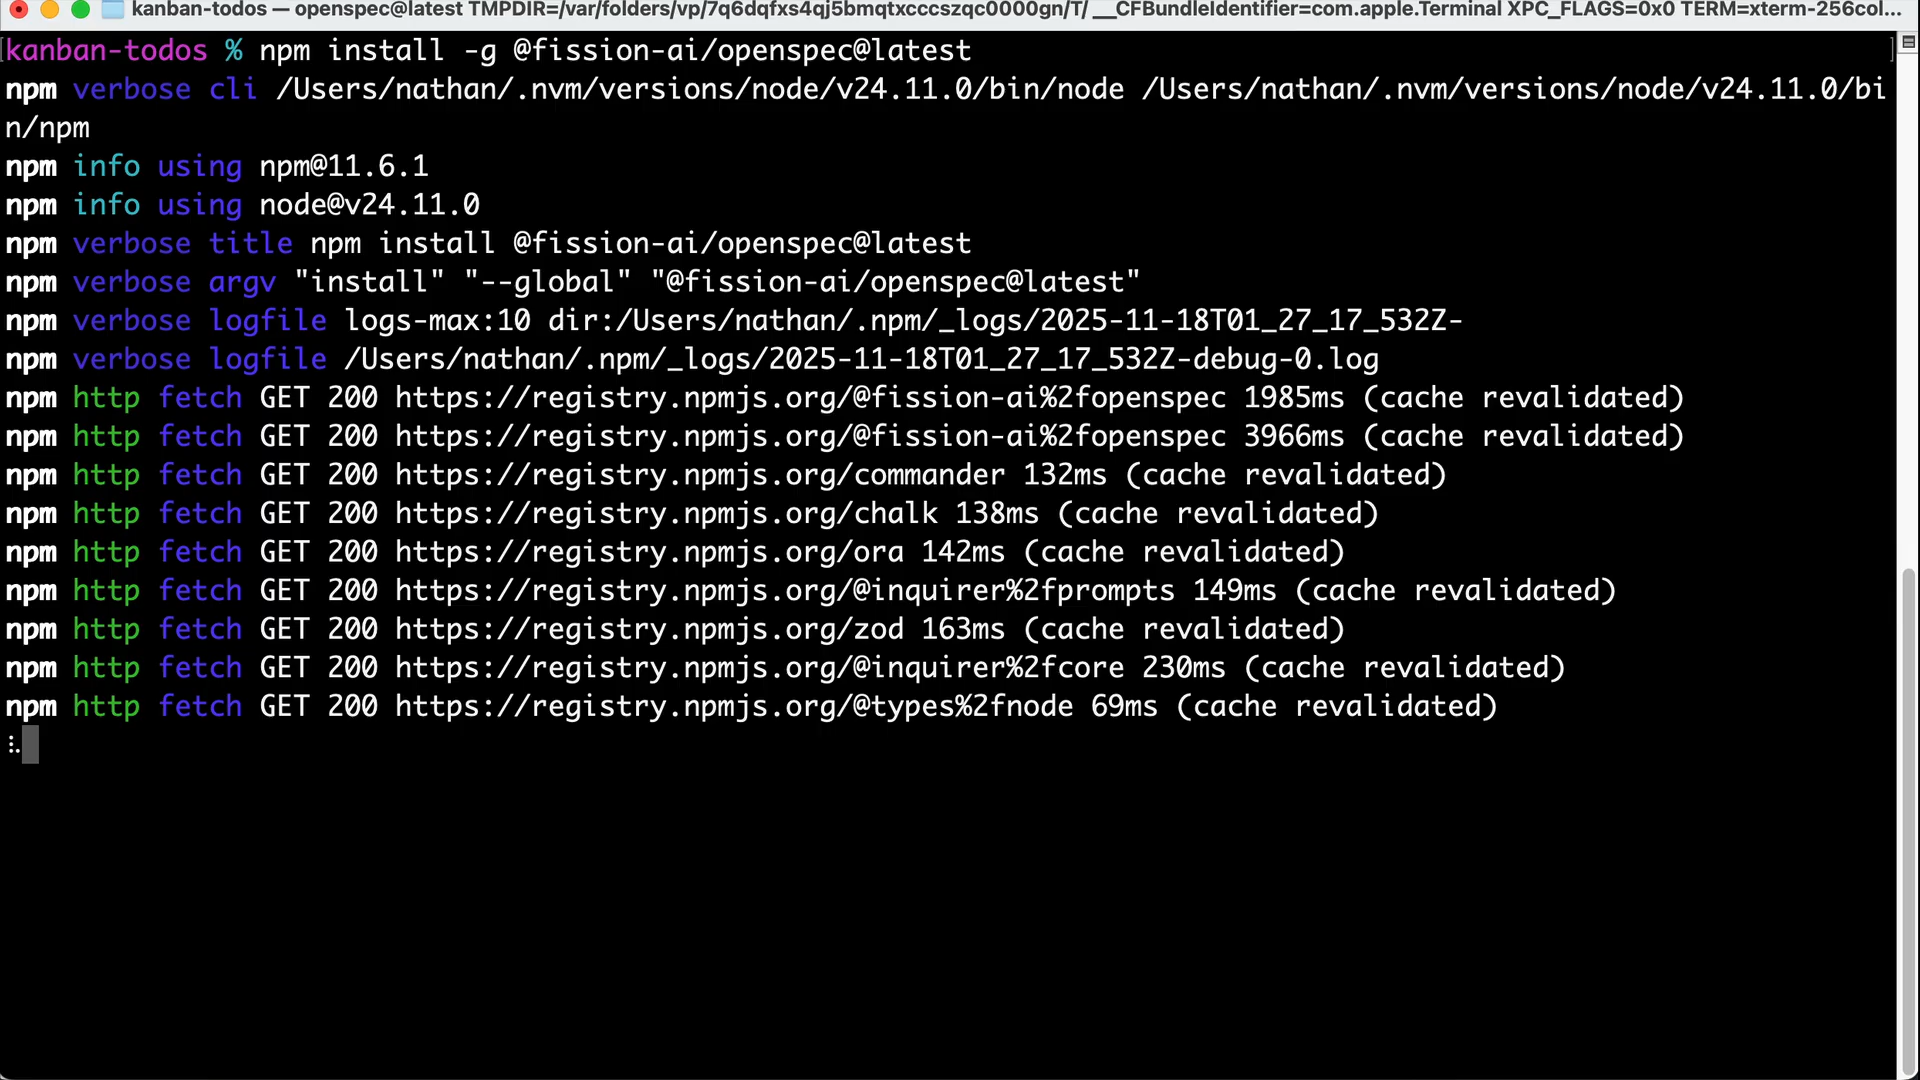 kanban-todos — openspec@latest TMPDIR=/var/folders/vp/7q6dqfxs4qj5bmqtxcccszqc0000gn/T/ __CFBundleIdentifier=com.apple.Terminal XPC_FLAGS=0x0 TERM=xterm-256col...
kanban-todos % npm install -g @fission-ai/openspec@latest
npm verbose cli /Users/nathan/.nvm/versions/node/v24.11.0/bin/node /Users/nathan/.nvm/versions/node/v24.11.0/bi
n/npm
npm info using npm@11.6.1
npm info using node@v24.11.0
npm verbose title npm install @fission-ai/openspec@latest
npm verbose argv "install" "--global" "@fission-ai/openspec@latest"
npm verbose logfile logs-max:10 dir:/Users/nathan/.npm/_logs/2025-11-18T01_27_17_532Z-
npm verbose logfile /Users/nathan/.npm/_logs/2025-11-18T01_27_17_532Z-debug-0.log
npm http fetch GET 200 https://registry.npmjs.org/@fission-ai%2fopenspec 1985ms (cache revalidated)
npm http fetch GET 200 https://registry.npmjs.org/@fission-ai%2fopenspec 3966ms (cache revalidated)
npm http fetch GET 200 https://registry.npmjs.org/commander 132ms (cache revalidated)
npm http fetch GET 200 https://registry.npmjs.org/chalk 138ms (cache revalidated)
npm http fetch GET 200 https://registry.npmjs.org/ora 142ms (cache revalidated)
npm http fetch GET 200 https://registry.npmjs.org/@inquirer%2fprompts 149ms (cache revalidated)
npm http fetch GET 200 https://registry.npmjs.org/zod 163ms (cache revalidated)
npm http fetch GET 200 https://registry.npmjs.org/@inquirer%2fcore 230ms (cache revalidated)
npm http fetch GET 200 https://registry.npmjs.org/@types%2fnode 69ms (cache revalidated)